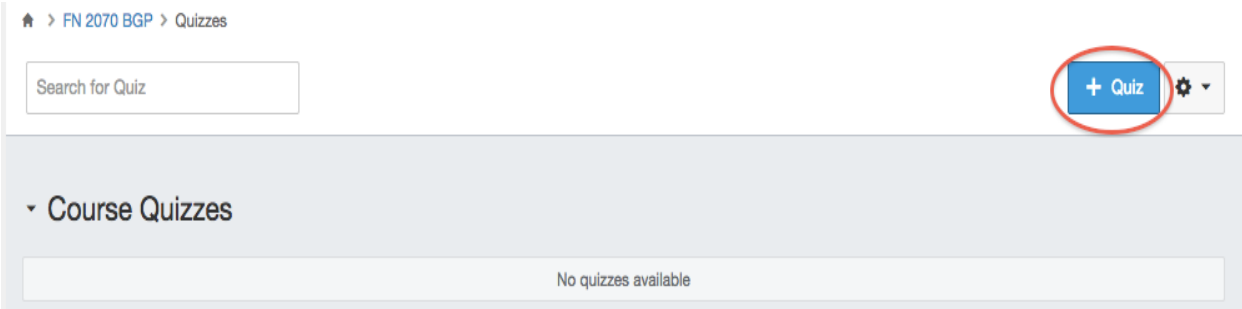 > FN 2070 BGP > Quizzes
Search for Quiz
+ Quiz
Course Quizzes
No quizzes available